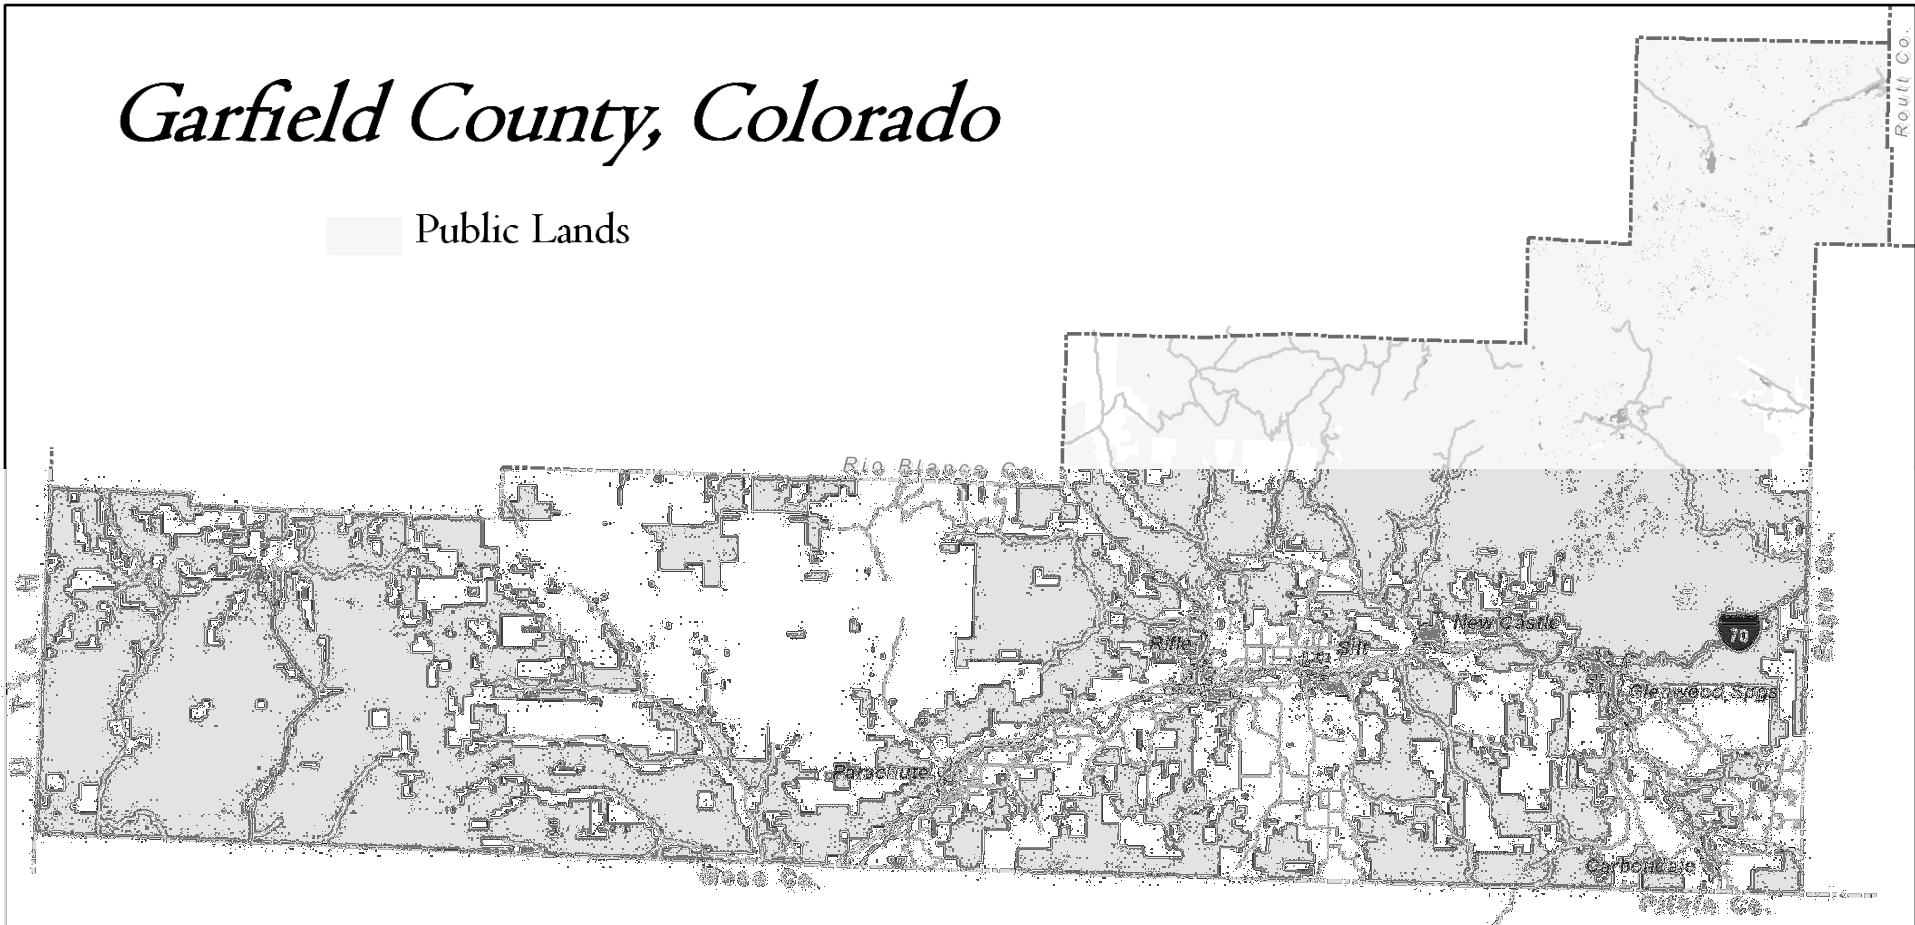 Garfield County, Colorado
Public Lands
Routt Co.
Rio Blanco Co.
UTAH
Eagle Co.
New Castle
70
Rifle
Silt
Glenwood Spgs
Parachute
Carbondale
Mesa Co.
Pitkin Co.